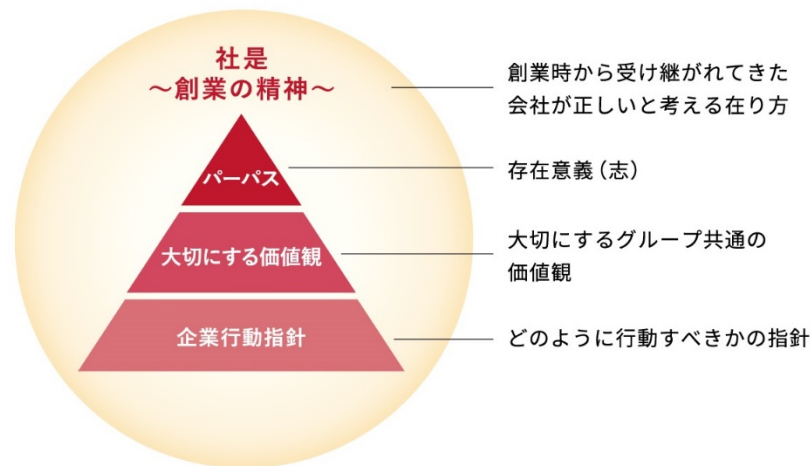 社是
～創業の精神～
創業時から受け継がれてきた
会社が正しいと考える在り方
パーパス
存在意義（志）
大切にする価値観
大切にするグループ共通の
価値観
企業行動指針
どのように行動すべきかの指針